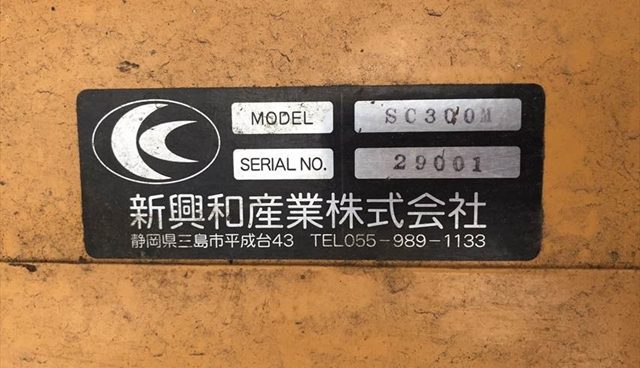 MODEL SC300M
SERIAL NO. 29001
新興和産業株式会社
静岡県三島市平成台43 TEL055-989-1133